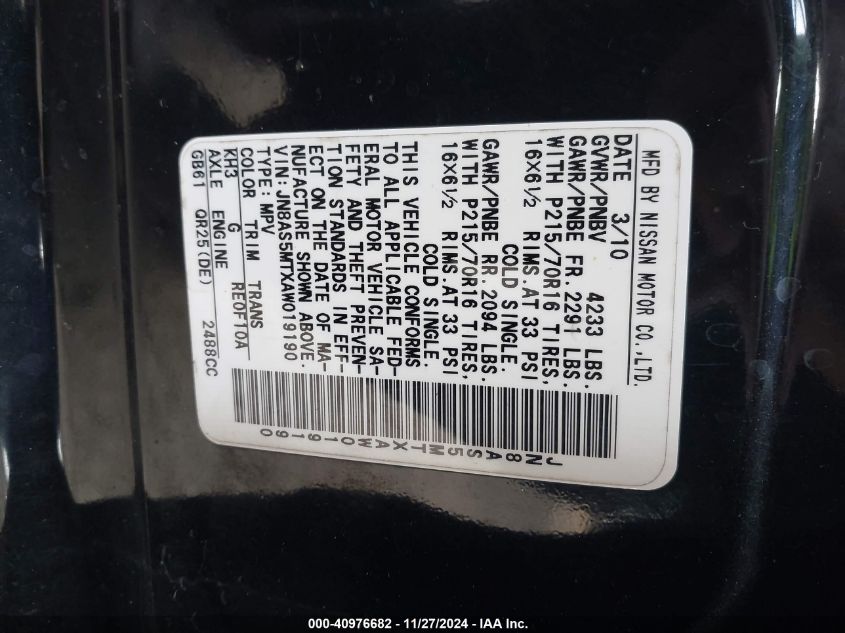 MFD BY NISSAN MOTOR CO.,LTD.
DATE 3/10
GVWR/PNBV 4233 LBS.
GAWR/PNBE FR. 2291 LBS.
WITH P215/70R16 TIRES,
16X6½ RIMS.AT 33 PSI
COLD SINGLE.
GAWR/PNBE RR. 2094 LBS.
WITH P215/70R16 TIRES,
16X6½ RIMS.AT 33 PSI
COLD SINGLE.
THIS VEHICLE CONFORMS
TO ALL APPLICABLE FED-
ERAL MOTOR VEHICLE SA-
FETY AND THEFT PREVEN-
TION STANDARDS IN EFF-
ECT ON THE DATE OF MA-
NUFACTURE SHOWN ABOVE.
VIN: JN8AS5MTXAW019190
TYPE: MPV
COLOR TRIM TRANS
KH3 G RE0F10A
AXLE ENGINE
GB61 QR25(DE) 2488CC
JN8AS5MTXAW019190
000-40976682 - 11/27/2024 - IAA Inc.